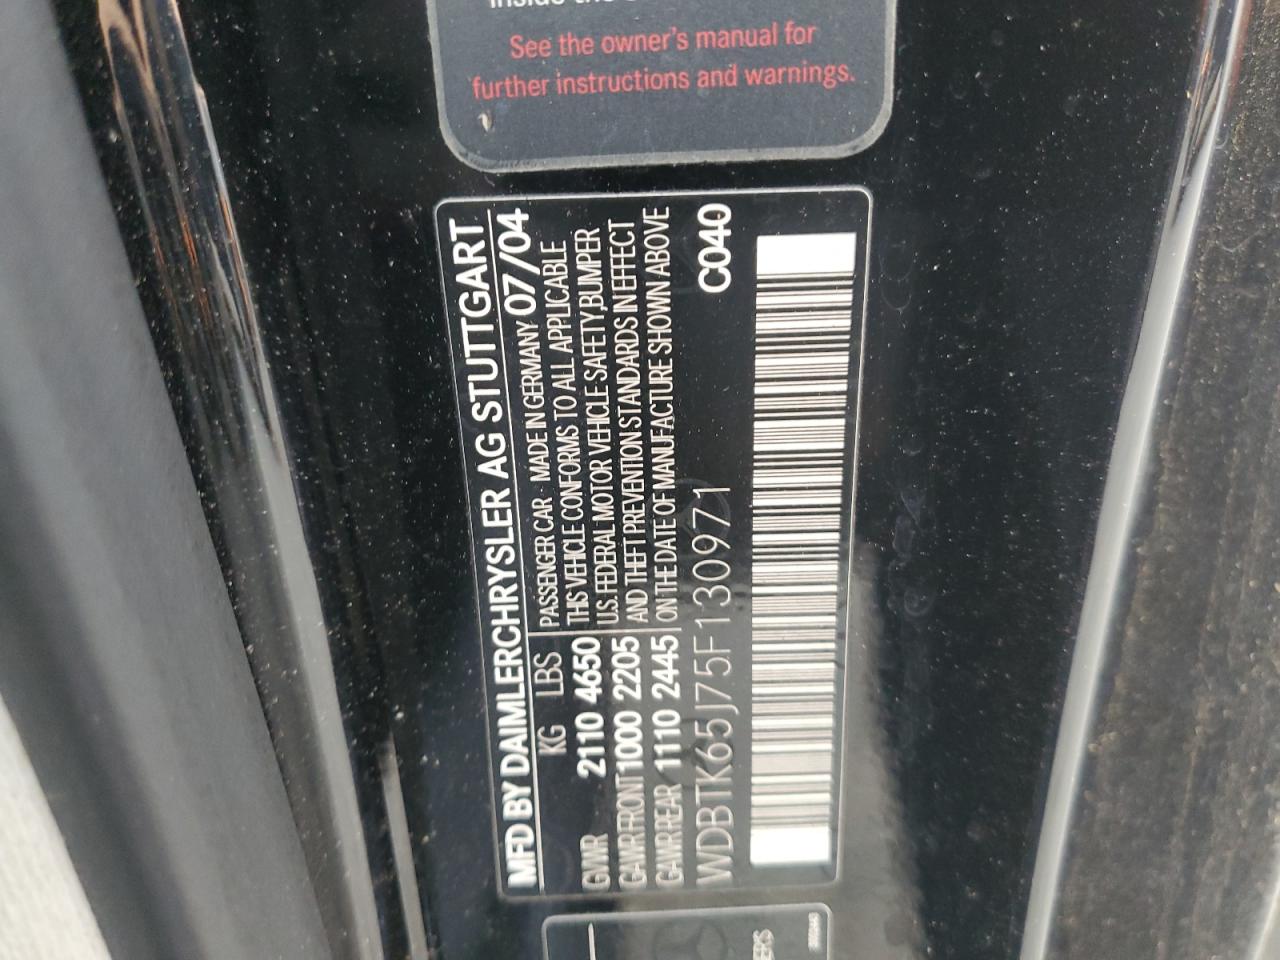 See the owner's manual for
further instructions and warnings.
MFD BY DAIMLERCHRYSLER AG STUTTGART
KG LBS PASSENGER CAR MADE IN GERMANY 07/04
GVWR 2110 4650 THIS VEHICLE CONFORMS TO ALL APPLICABLE
U.S. FEDERAL MOTOR VEHICLE SAFETY,BUMPER
GAWR FRONT 1000 2205 AND THEFT PREVENTION STANDARDS IN EFFECT
GAWR REAR 1110 2445 ON THE DATE OF MANUFACTURE SHOWN ABOVE
WDBTK65J75F130971 C040